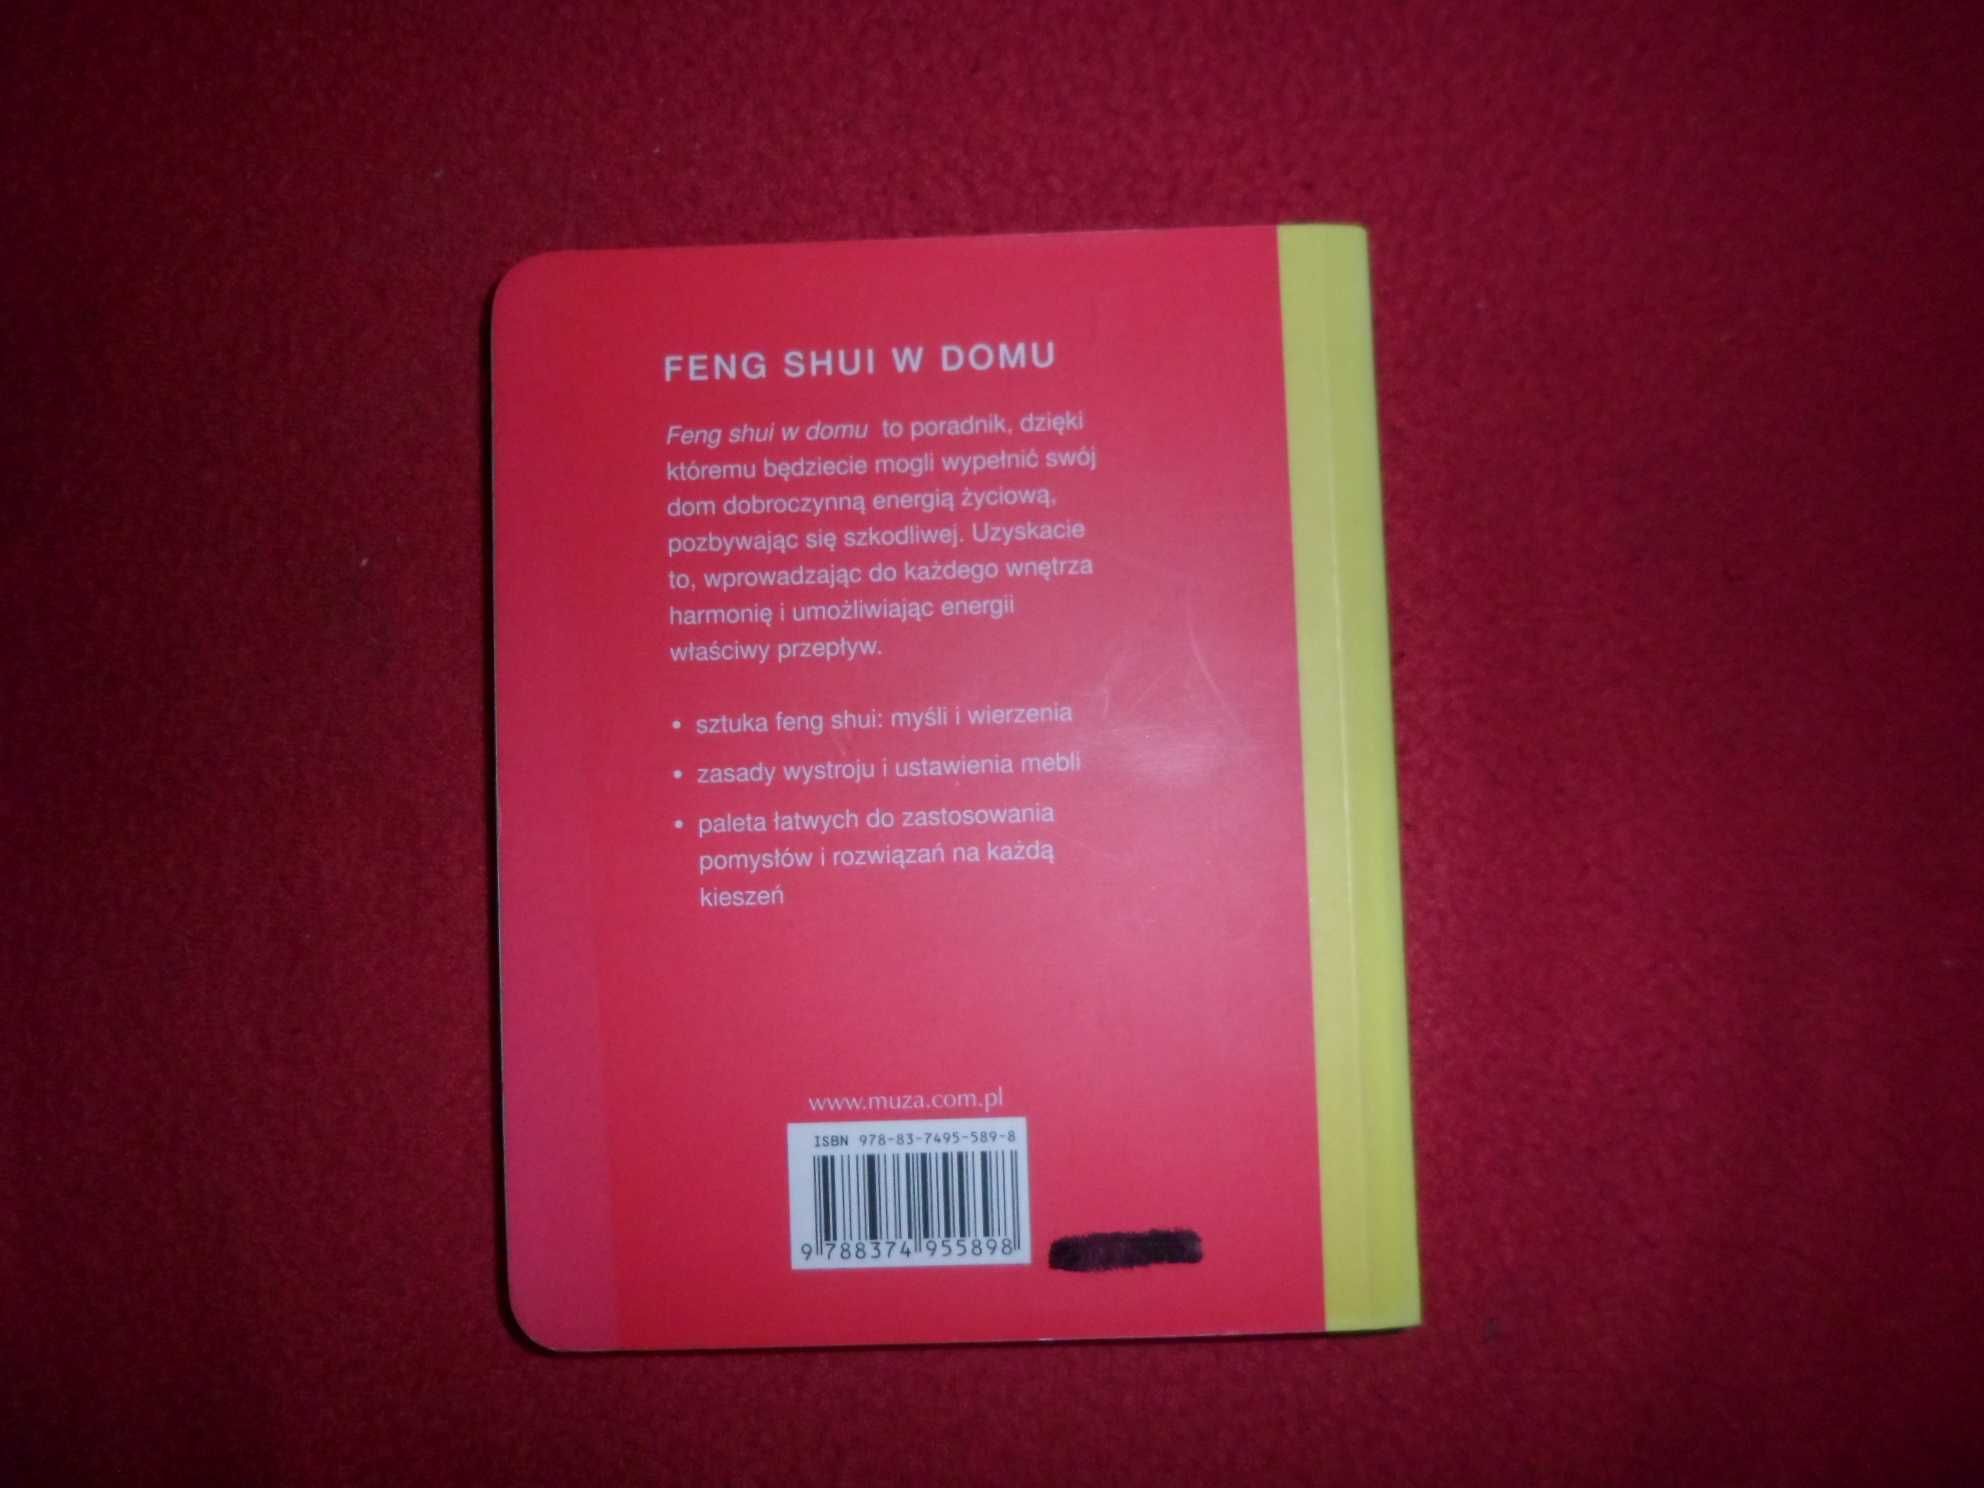 FENG SHUI W DOMU
Feng shui w domu to poradnik, dzięki
któremu będziecie mogli wypełnić swój
dom dobroczynną energią życiową,
pozbywając się szkodliwej. Uzyskacie
to, wprowadzając do każdego wnętrza
harmonię i umożliwiając energii
właściwy przepływ.
• sztuka feng shui: myśli i wierzenia
• zasady wystroju i ustawienia mebli
• paleta łatwych do zastosowania
pomysłów i rozwiązań na każdą
kieszeń
www.muza.com.pl
ISBN 978-83-7495-589-8
9 788374 955898